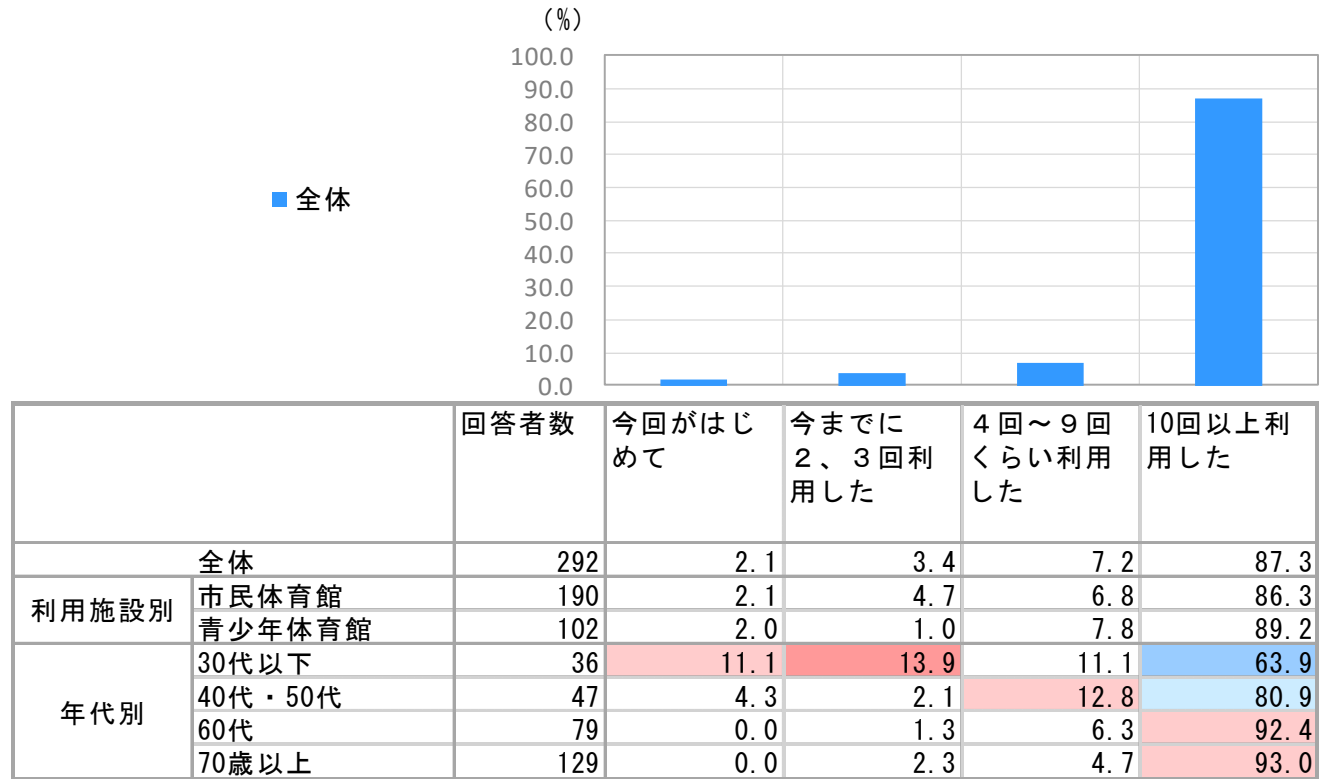 (%)
100.0
90.0
80.0
70.0
60.0
50.0
40.0
30.0
20.0
10.0
0.0
全体
回答者数 今回がはじ 今までに 4回～9回 10回以上利
めて 2、3回利 くらい利用 用した
用した した
全体 292 2.1 3.4 7.2 87.3
利用施設別 市民体育館 190 2.1 4.7 6.8 86.3
青少年体育館 102 2.0 1.0 7.8 89.2
年代別 30代以下 36 11.1 13.9 11.1 63.9
40代・50代 47 4.3 2.1 12.8 80.9
60代 79 0.0 1.3 6.3 92.4
70歳以上 129 0.0 2.3 4.7 93.0